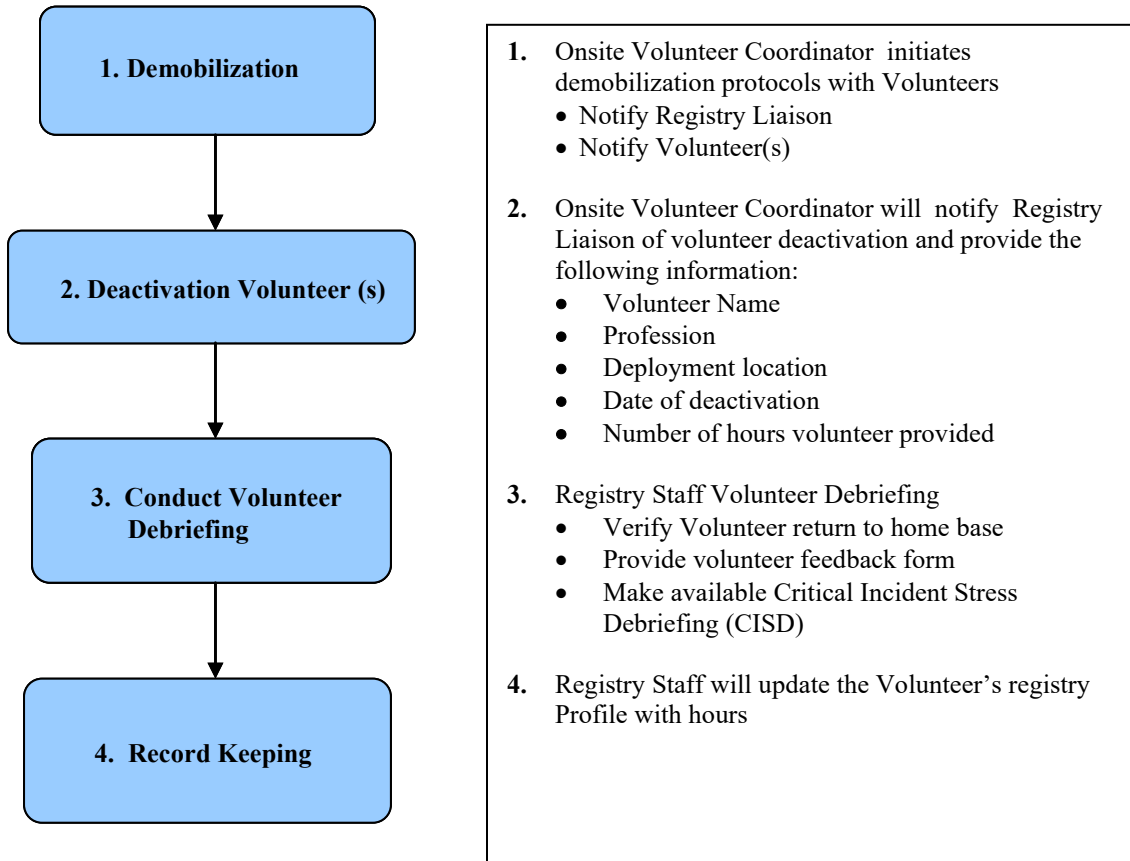 1. Demobilization
2. Deactivation Volunteer (s)
3. Conduct Volunteer
Debriefing
4. Record Keeping
1. Onsite Volunteer Coordinator initiates
demobilization protocols with Volunteers
• Notify Registry Liaison
• Notify Volunteer(s)
2. Onsite Volunteer Coordinator will notify Registry
Liaison of volunteer deactivation and provide the
following information:
• Volunteer Name
• Profession
• Deployment location
• Date of deactivation
• Number of hours volunteer provided
3. Registry Staff Volunteer Debriefing
• Verify Volunteer return to home base
• Provide volunteer feedback form
• Make available Critical Incident Stress
Debriefing (CISD)
4. Registry Staff will update the Volunteer’s registry
Profile with hours